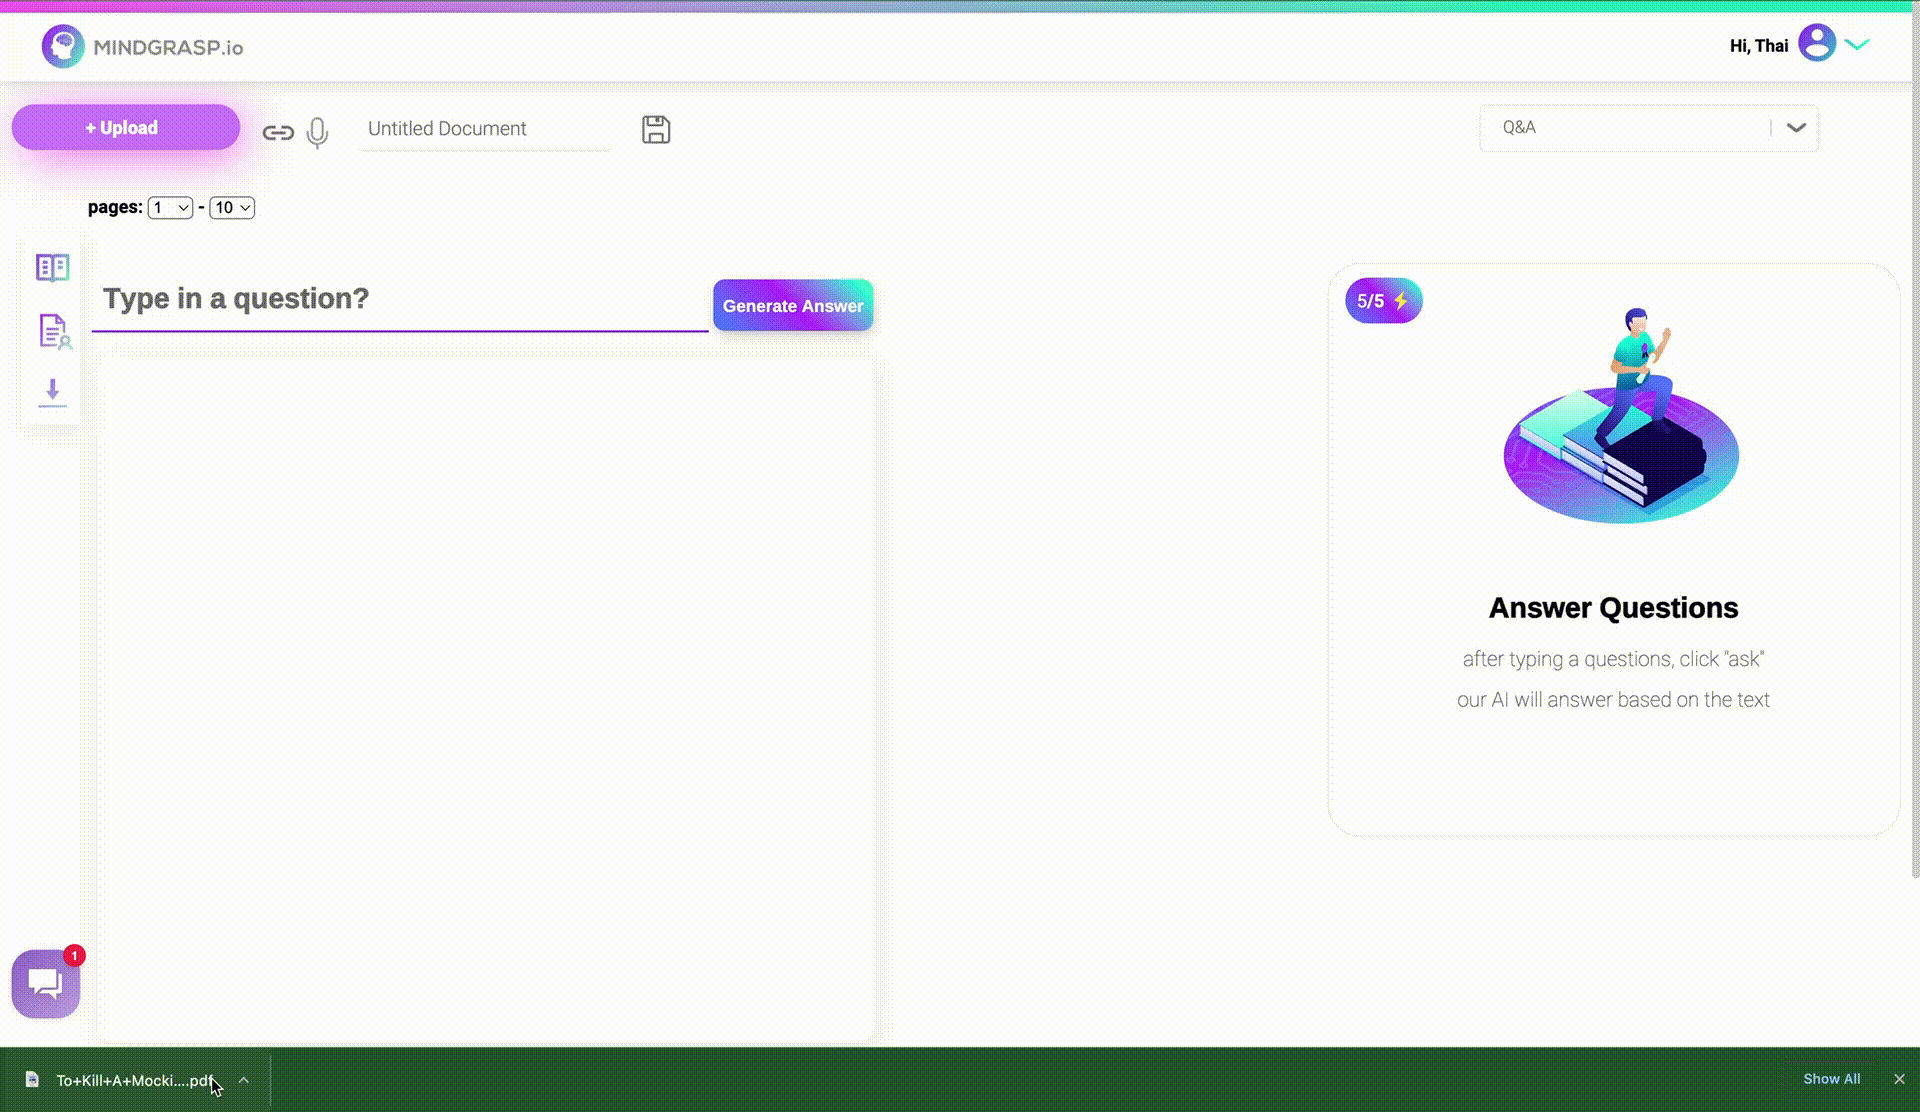 MINDGRASP.io
Hi, Thai
+ Upload
Untitled Document
Q&A
pages: 1 - 10
Type in a question?
Generate Answer
5/5
Answer Questions
after typing a questions, click "ask"
our AI will answer based on the text
1
To+Kill+A+Mocki....pdf
Show All